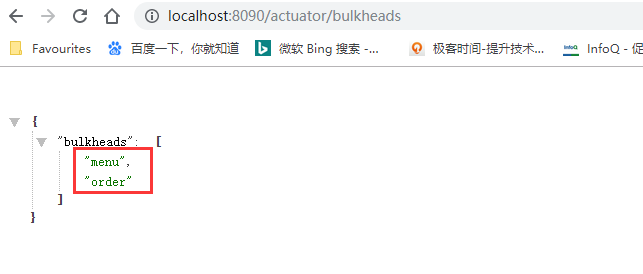 localhost:8090/actuator/bulkheads
Favourites 百度一下，你就知道 微软 Bing 搜索 -... 极客时间-提升技术... InfoQ - 促
{
"bulkheads": [
"menu",
"order"
]
}